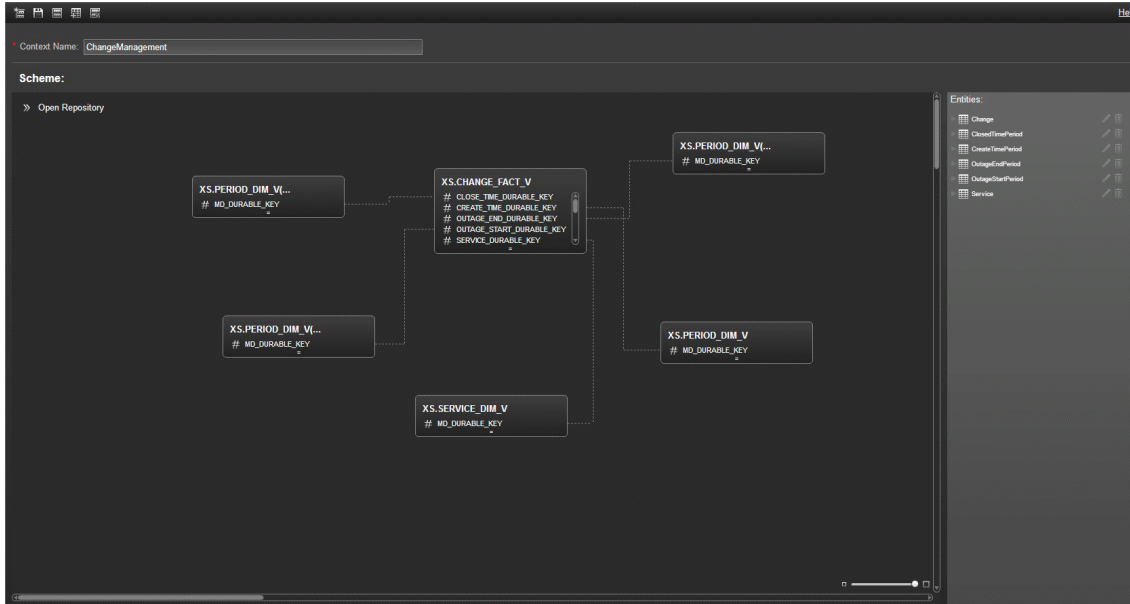 He
* Context Name: ChangeManagement
Scheme:
» Open Repository
Entities:
Change
ClosedTimePeriod
CreateTimePeriod
OutageEndPeriod
OutageStartPeriod
Service
XS.PERIOD_DIM_V(...
# MD_DURABLE_KEY
XS.CHANGE_FACT_V
# CLOSE_TIME_DURABLE_KEY
# CREATE_TIME_DURABLE_KEY
# OUTAGE_END_DURABLE_KEY
# OUTAGE_START_DURABLE_KEY
# SERVICE_DURABLE_KEY
XS.PERIOD_DIM_V(...
# MD_DURABLE_KEY
XS.PERIOD_DIM_V(...
# MD_DURABLE_KEY
XS.PERIOD_DIM_V
# MD_DURABLE_KEY
XS.SERVICE_DIM_V
# MD_DURABLE_KEY